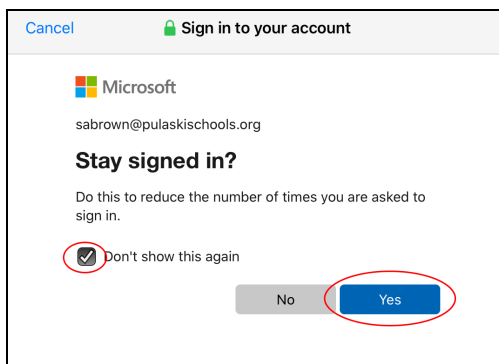 Cancel Sign in to your account
Microsoft
sabrown@pulaskischools.org
Stay signed in?
Do this to reduce the number of times you are asked to
sign in.
Don't show this again
No Yes